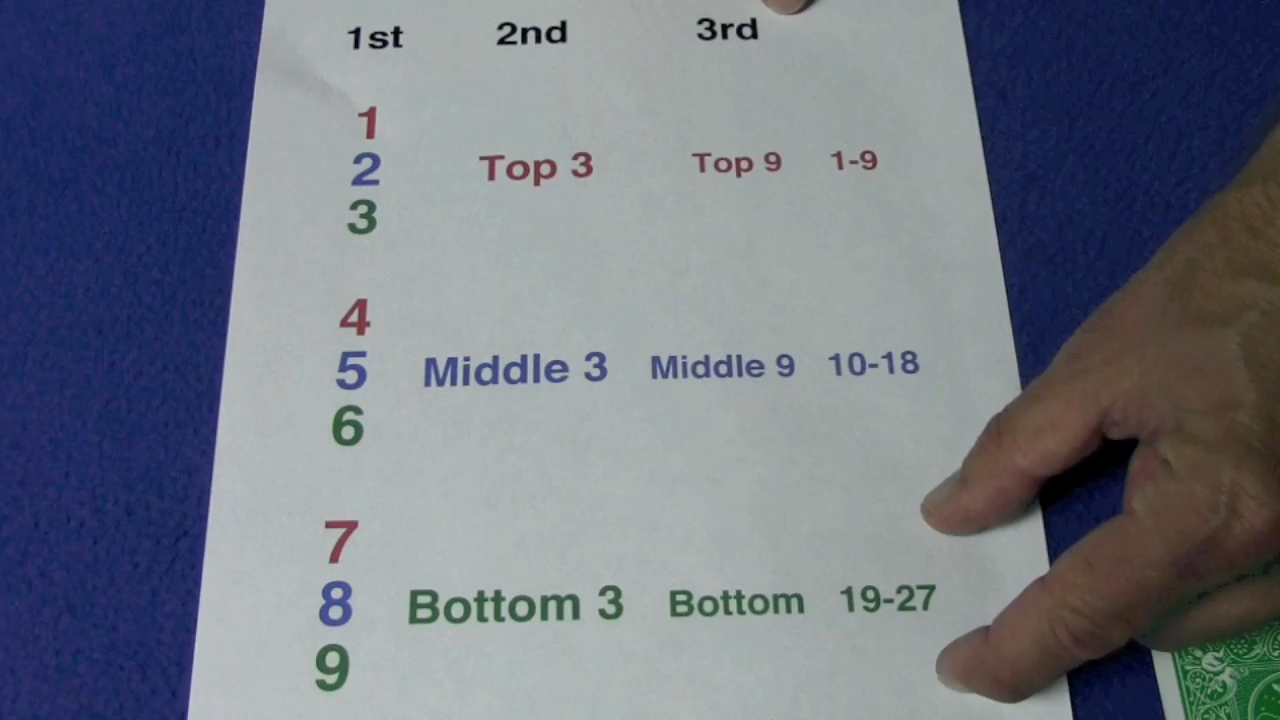 1st 2nd 3rd
1
2 Top 3 Top 9 1-9
3
4
5 Middle 3 Middle 9 10-18
6
7
8 Bottom 3 Bottom 19-27
9